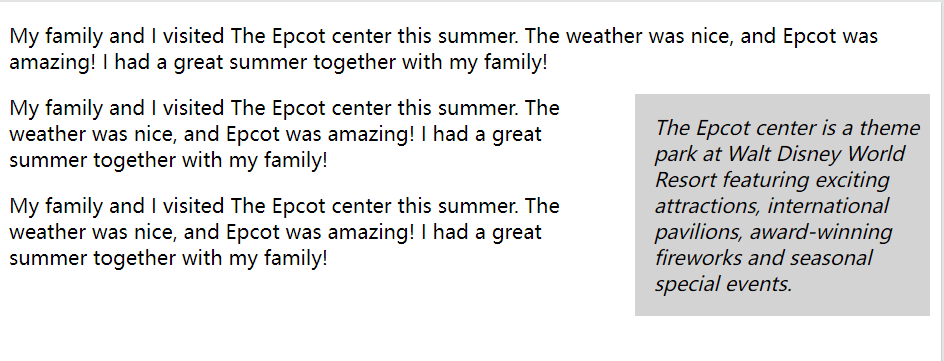 My family and I visited The Epcot center this summer. The weather was nice, and Epcot was
amazing! I had a great summer together with my family!
My family and I visited The Epcot center this summer. The
weather was nice, and Epcot was amazing! I had a great
summer together with my family!
My family and I visited The Epcot center this summer. The
weather was nice, and Epcot was amazing! I had a great
summer together with my family!
The Epcot center is a theme
park at Walt Disney World
Resort featuring exciting
attractions, international
pavilions, award-winning
fireworks and seasonal
special events.